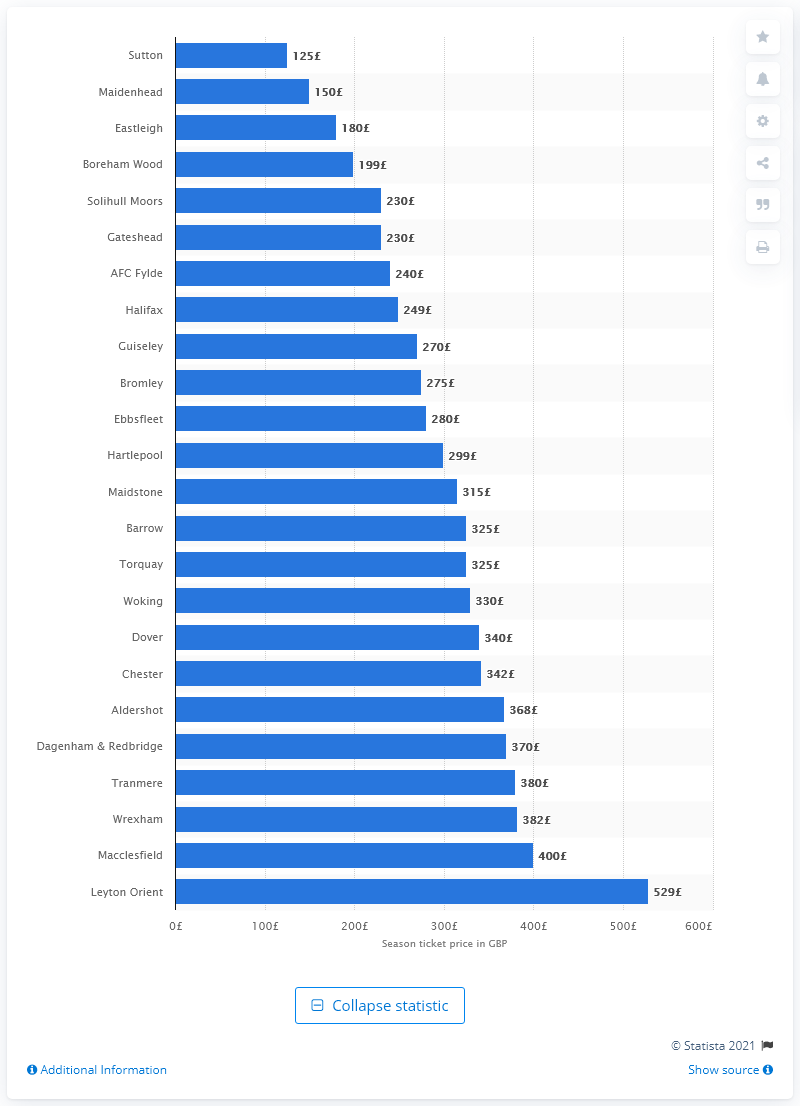 Sutton 125£
Maidenhead 150£
Eastleigh 180£
Boreham Wood 199£
Solihull Moors 230£
Gateshead 230£
AFC Fylde 240£
Halifax 249£
Guiseley 270£
Bromley 275£
Ebbsfleet 280£
Hartlepool 299£
Maidstone 315£
Barrow 325£
Torquay 325£
Woking 330£
Dover 340£
Chester 342£
Aldershot 368£
Dagenham & Redbridge 370£
Tranmere 380£
Wrexham 382£
Macclesfield 400£
Leyton Orient 529£
0£ 100£ 200£ 300£ 400£ 500£ 600£
Season ticket price in GBP
Collapse statistic
© Statista 2021
Additional Information Show source